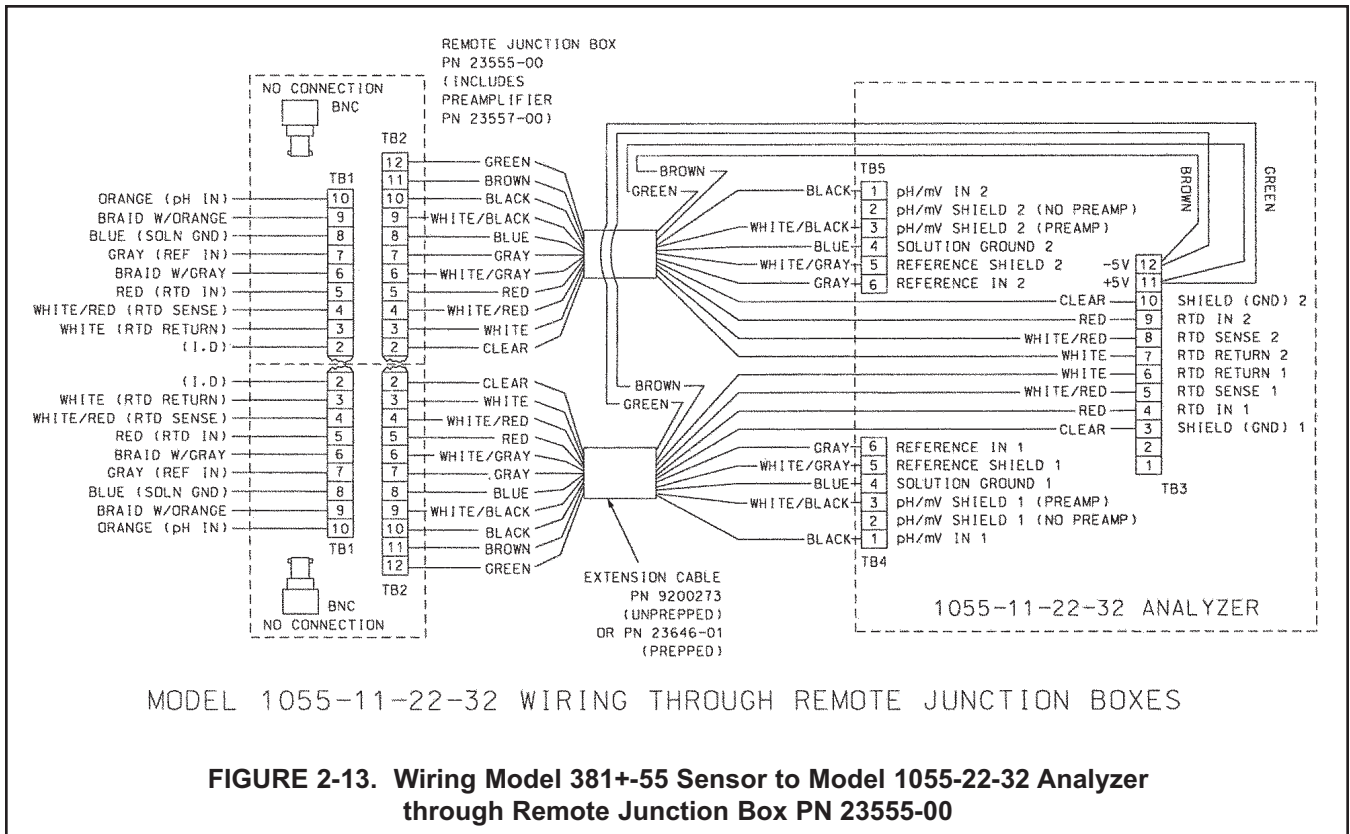 REMOTE JUNCTION BOX
PN 23555-00
(INCLUDES
PREAMPLIFIER
PN 23557-00)
NO CONNECTION
BNC
TB1
TB2
ORANGE (pH IN)
BRAID W/ORANGE
BLUE (SOLN GND)
GRAY (REF IN)
BRAID W/GRAY
RED (RTD IN)
WHITE/RED (RTD SENSE)
WHITE (RTD RETURN)
(I.D)
10
9
8
7
6
5
4
3
2
12
11
10
9
8
7
6
5
4
3
2
GREEN
BROWN
BLACK
WHITE/BLACK
BLUE
GRAY
WHITE/GRAY
RED
WHITE/RED
WHITE
CLEAR
(I.D)
WHITE (RTD RETURN)
WHITE/RED (RTD SENSE)
RED (RTD IN)
BRAID W/GRAY
GRAY (REF IN)
BLUE (SOLN GND)
BRAID W/ORANGE
ORANGE (pH IN)
2
3
4
5
6
7
8
9
10
TB1
2
3
4
5
6
7
8
9
10
11
12
TB2
CLEAR
WHITE
WHITE/RED
RED
WHITE/GRAY
GRAY
BLUE
WHITE/BLACK
BLACK
BROWN
GREEN
BNC
NO CONNECTION
BROWN
GREEN
BROWN
GREEN
EXTENSION CABLE
PN 9200273
(UNPREPPED)
OR PN 23646-01
(PREPPED)
TB5
BLACK 1 pH/mV IN 2
2 pH/mV SHIELD 2 (NO PREAMP)
WHITE/BLACK 3 pH/mV SHIELD 2 (PREAMP)
BLUE 4 SOLUTION GROUND 2
WHITE/GRAY 5 REFERENCE SHIELD 2
GRAY 6 REFERENCE IN 2
BROWN
GREEN
-5V 12
+5V 11
CLEAR 10 SHIELD (GND) 2
RED 9 RTD IN 2
WHITE/RED 8 RTD SENSE 2
WHITE 7 RTD RETURN 2
WHITE 6 RTD RETURN 1
WHITE/RED 5 RTD SENSE 1
RED 4 RTD IN 1
CLEAR 3 SHIELD (GND) 1
2
1
TB3
GRAY 6 REFERENCE IN 1
WHITE/GRAY 5 REFERENCE SHIELD 1
BLUE 4 SOLUTION GROUND 1
WHITE/BLACK 3 pH/mV SHIELD 1 (PREAMP)
2 pH/mV SHIELD 1 (NO PREAMP)
BLACK 1 pH/mV IN 1
TB4
1055-11-22-32 ANALYZER
MODEL 1055-11-22-32 WIRING THROUGH REMOTE JUNCTION BOXES
FIGURE 2-13. Wiring Model 381+-55 Sensor to Model 1055-22-32 Analyzer
through Remote Junction Box PN 23555-00